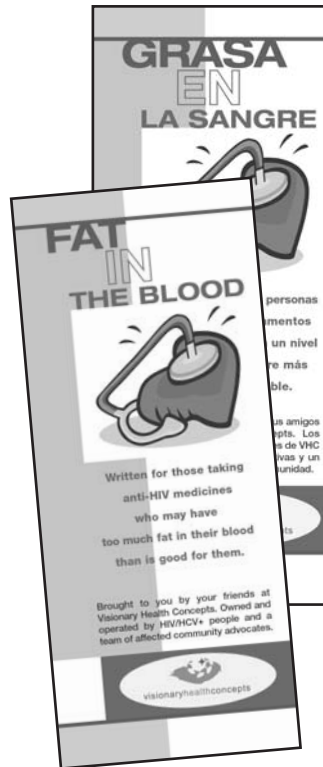 GRASA
EN
LA SANGRE
personas
mentos
un nivel
re más
ble.
us amigos
epts. Los
es de VHC
ivas y un
unidad.
pts
FAT
IN
THE BLOOD
Written for those taking
anti-HIV medicines
who may have
too much fat in their blood
than is good for them.
Brought to you by your friends at
Visionary Health Concepts. Owned and
operated by HIV/HCV+ people and a
team of affected community advocates.
visionaryhealthconcepts